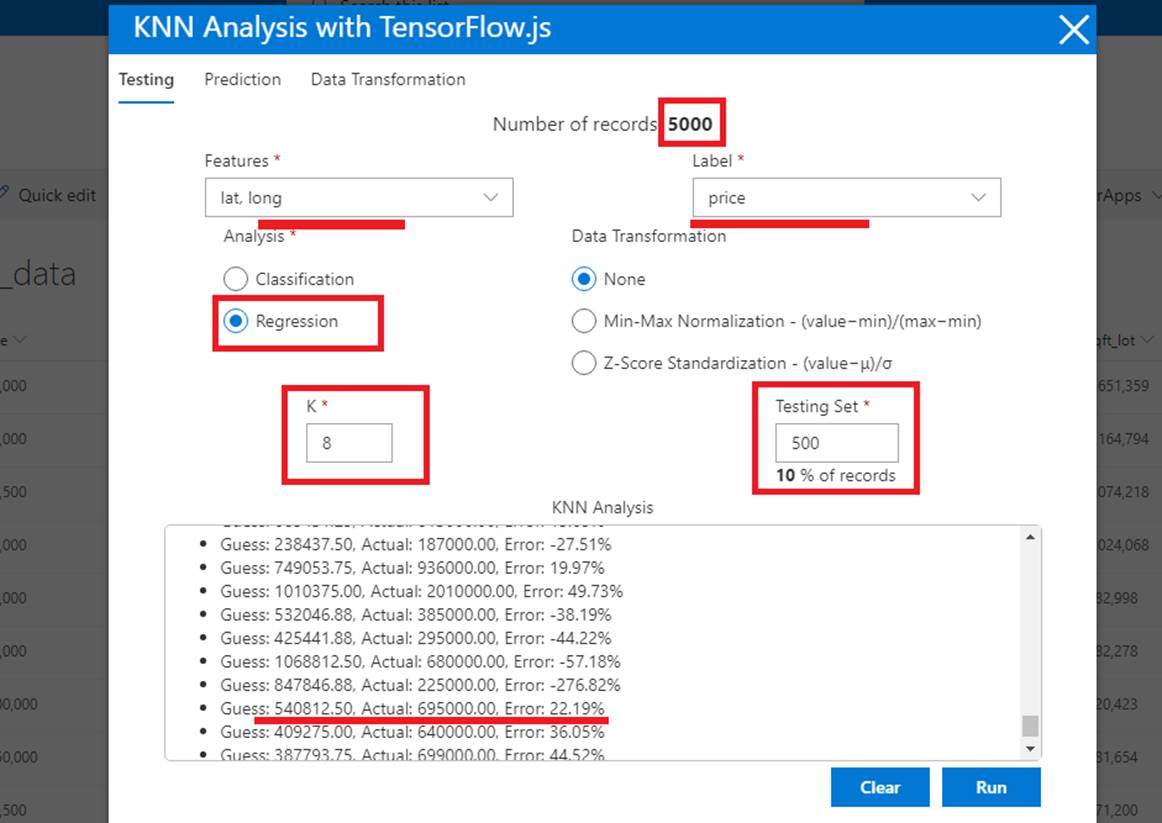 Search this list
KNN Analysis with TensorFlow.js
Testing Prediction Data Transformation
Number of records 5000
Features * Label *
lat, long price
Quick edit rApps
Analysis * Data Transformation
_data
Classification None
Regression Min-Max Normalization - (value−min)/(max−min)
e qft_lot
Z-Score Standardization - (value−μ)/σ
,000 651,359
K * Testing Set *
8 500
,000 164,794
10 % of records
,500 074,218
KNN Analysis
Guess: 238437.50, Actual: 187000.00, Error: -27.51%
,000 024,068
Guess: 749053.75, Actual: 936000.00, Error: 19.97%
Guess: 1010375.00, Actual: 2010000.00, Error: 49.73%
,000 32,998
Guess: 532046.88, Actual: 385000.00, Error: -38.19%
Guess: 425441.88, Actual: 295000.00, Error: -44.22%
,000 32,278
Guess: 1068812.50, Actual: 680000.00, Error: -57.18%
Guess: 847846.88, Actual: 225000.00, Error: -276.82%
00,000 20,423
Guess: 540812.50, Actual: 695000.00, Error: 22.19%
Guess: 409275.00, Actual: 640000.00, Error: 36.05%
Guess: 387793.75, Actual: 699000.00, Error: 44.52%
50,000 31,654
Clear Run
,500 71,200